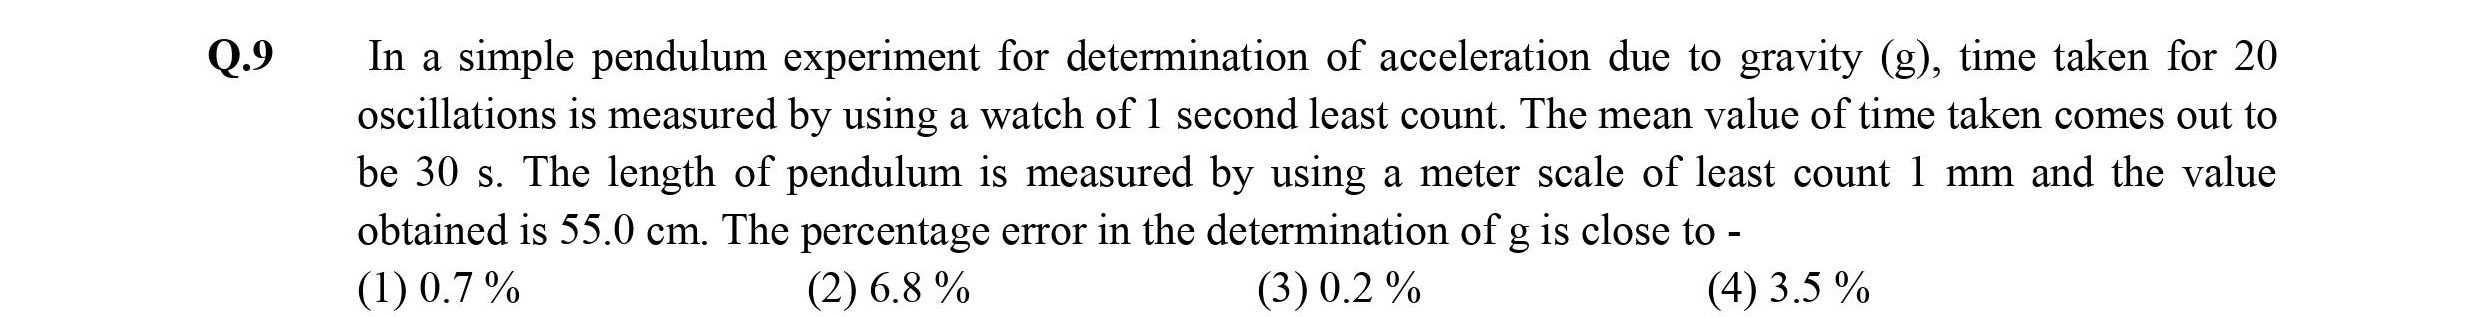 Q.9 In a simple pendulum experiment for determination of acceleration due to gravity (g), time taken for 20
oscillations is measured by using a watch of 1 second least count. The mean value of time taken comes out to
be 30 s. The length of pendulum is measured by using a meter scale of least count 1 mm and the value
obtained is 55.0 cm. The percentage error in the determination of g is close to -
(1) 0.7 % (2) 6.8 % (3) 0.2 % (4) 3.5 %